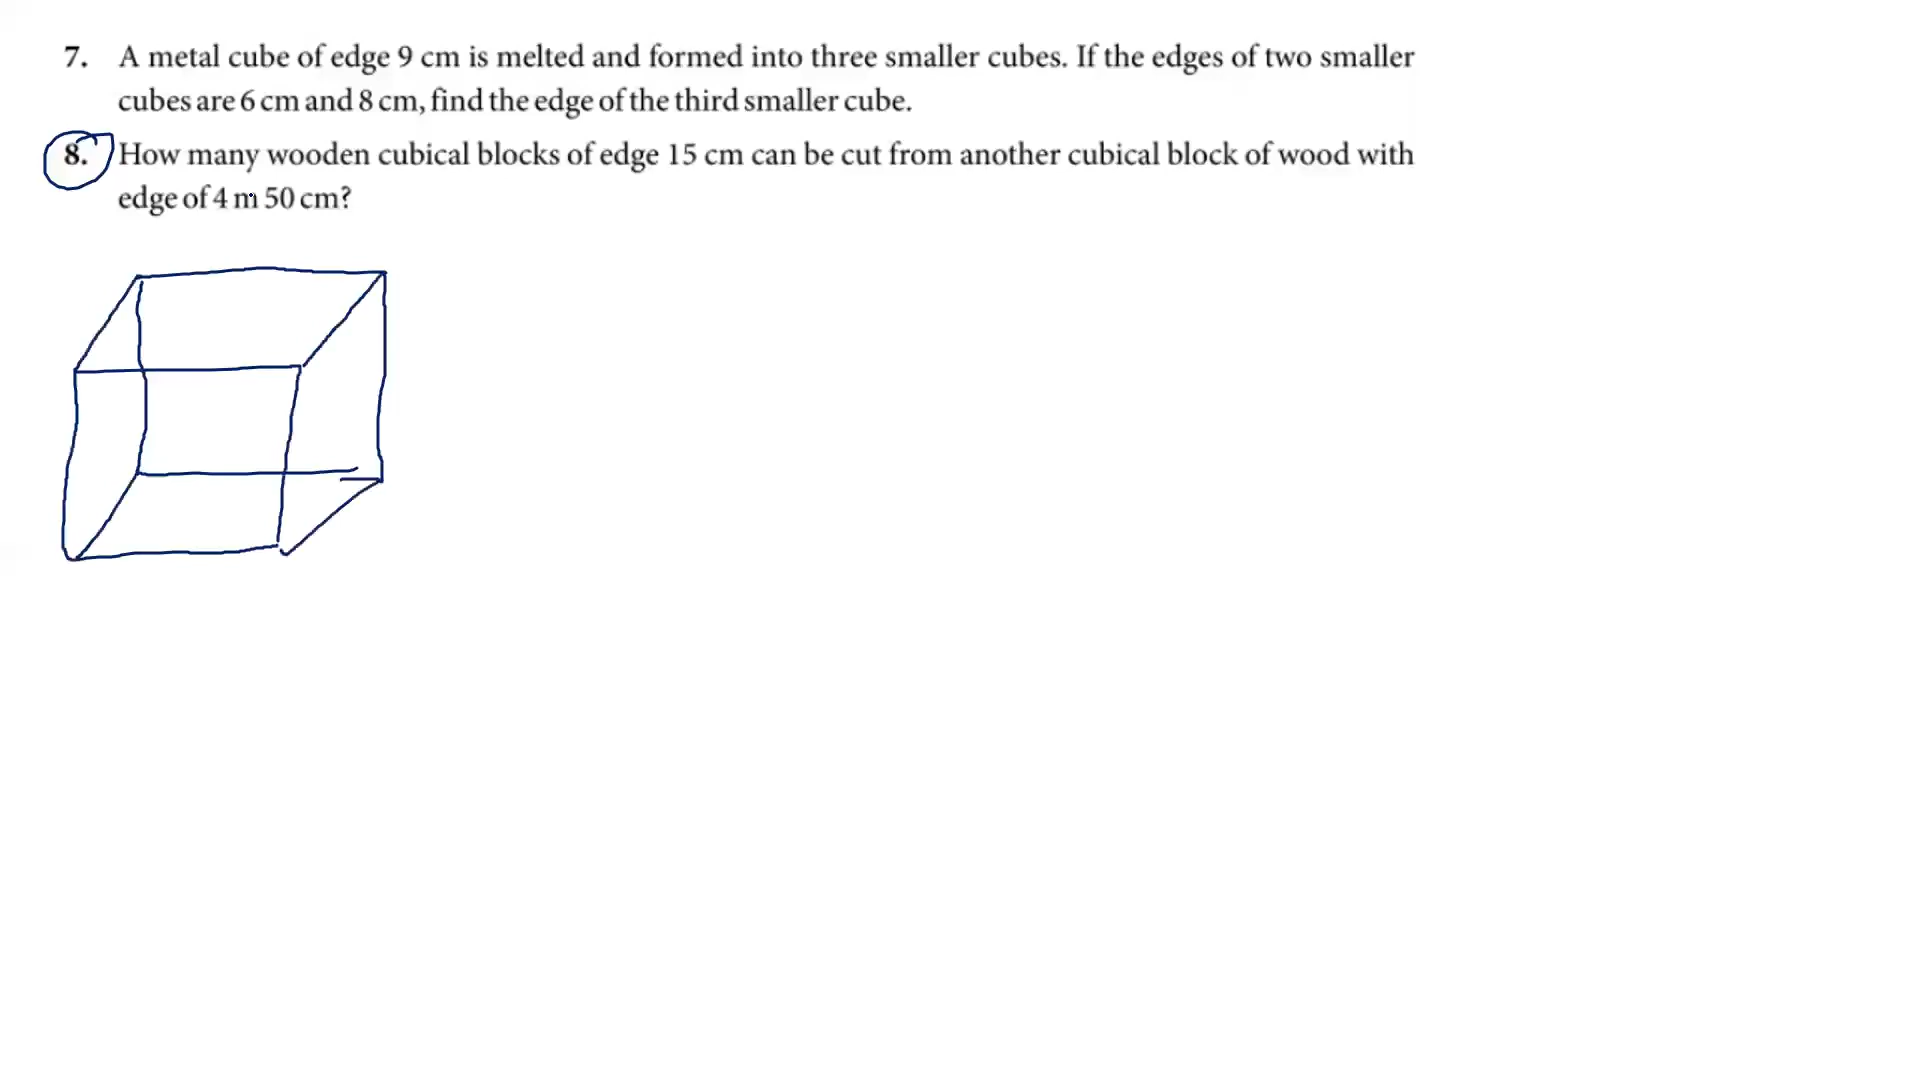 7. A metal cube of edge 9 cm is melted and formed into three smaller cubes. If the edges of two smaller
cubes are 6 cm and 8 cm, find the edge of the third smaller cube.
8. How many wooden cubical blocks of edge 15 cm can be cut from another cubical block of wood with
edge of 4 m 50 cm?